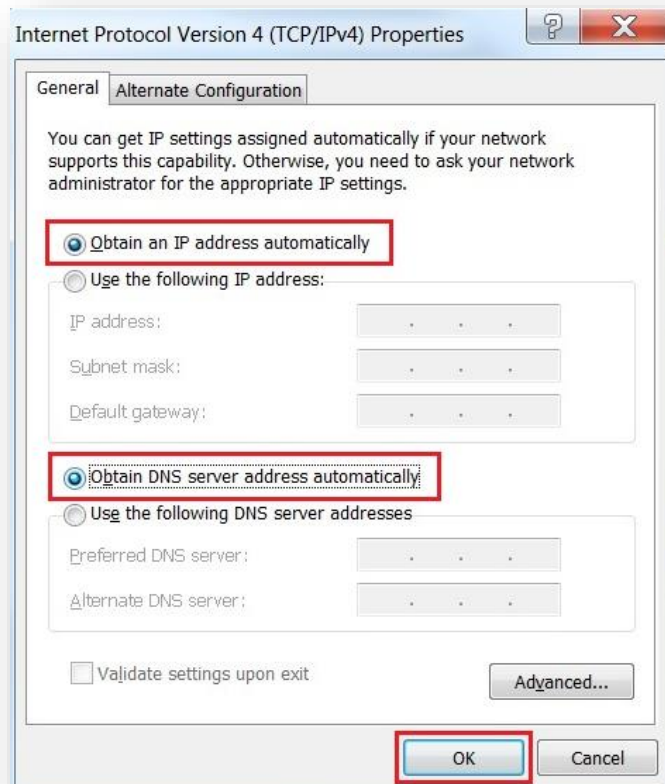 Internet Protocol Version 4 (TCP/IPv4) Properties
General
Alternate Configuration
You can get IP settings assigned automatically if your network
supports this capability. Otherwise, you need to ask your network
administrator for the appropriate IP settings.
Obtain an IP address automatically
Use the following IP address:
IP address:
Subnet mask:
Default gateway:
Obtain DNS server address automatically
Use the following DNS server addresses
Preferred DNS server:
Alternate DNS server:
Validate settings upon exit
Advanced...
OK
Cancel